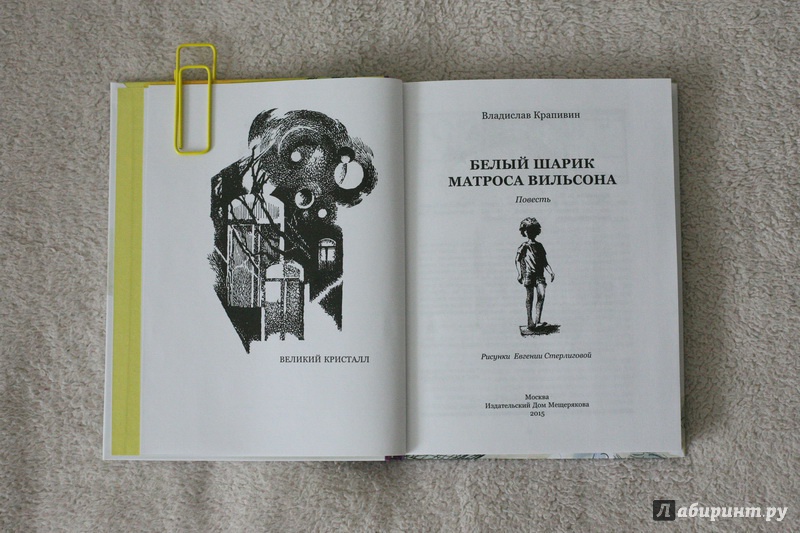 ВЕЛИКИЙ КРИСТАЛЛ
Владислав Крапивин
БЕЛЫЙ ШАРИК
МАТРОСА ВИЛЬСОНА
Повесть
Рисунки Евгении Стерлиговой
Москва
Издательский Дом Мещерякова
2015
Лабиринт.ру